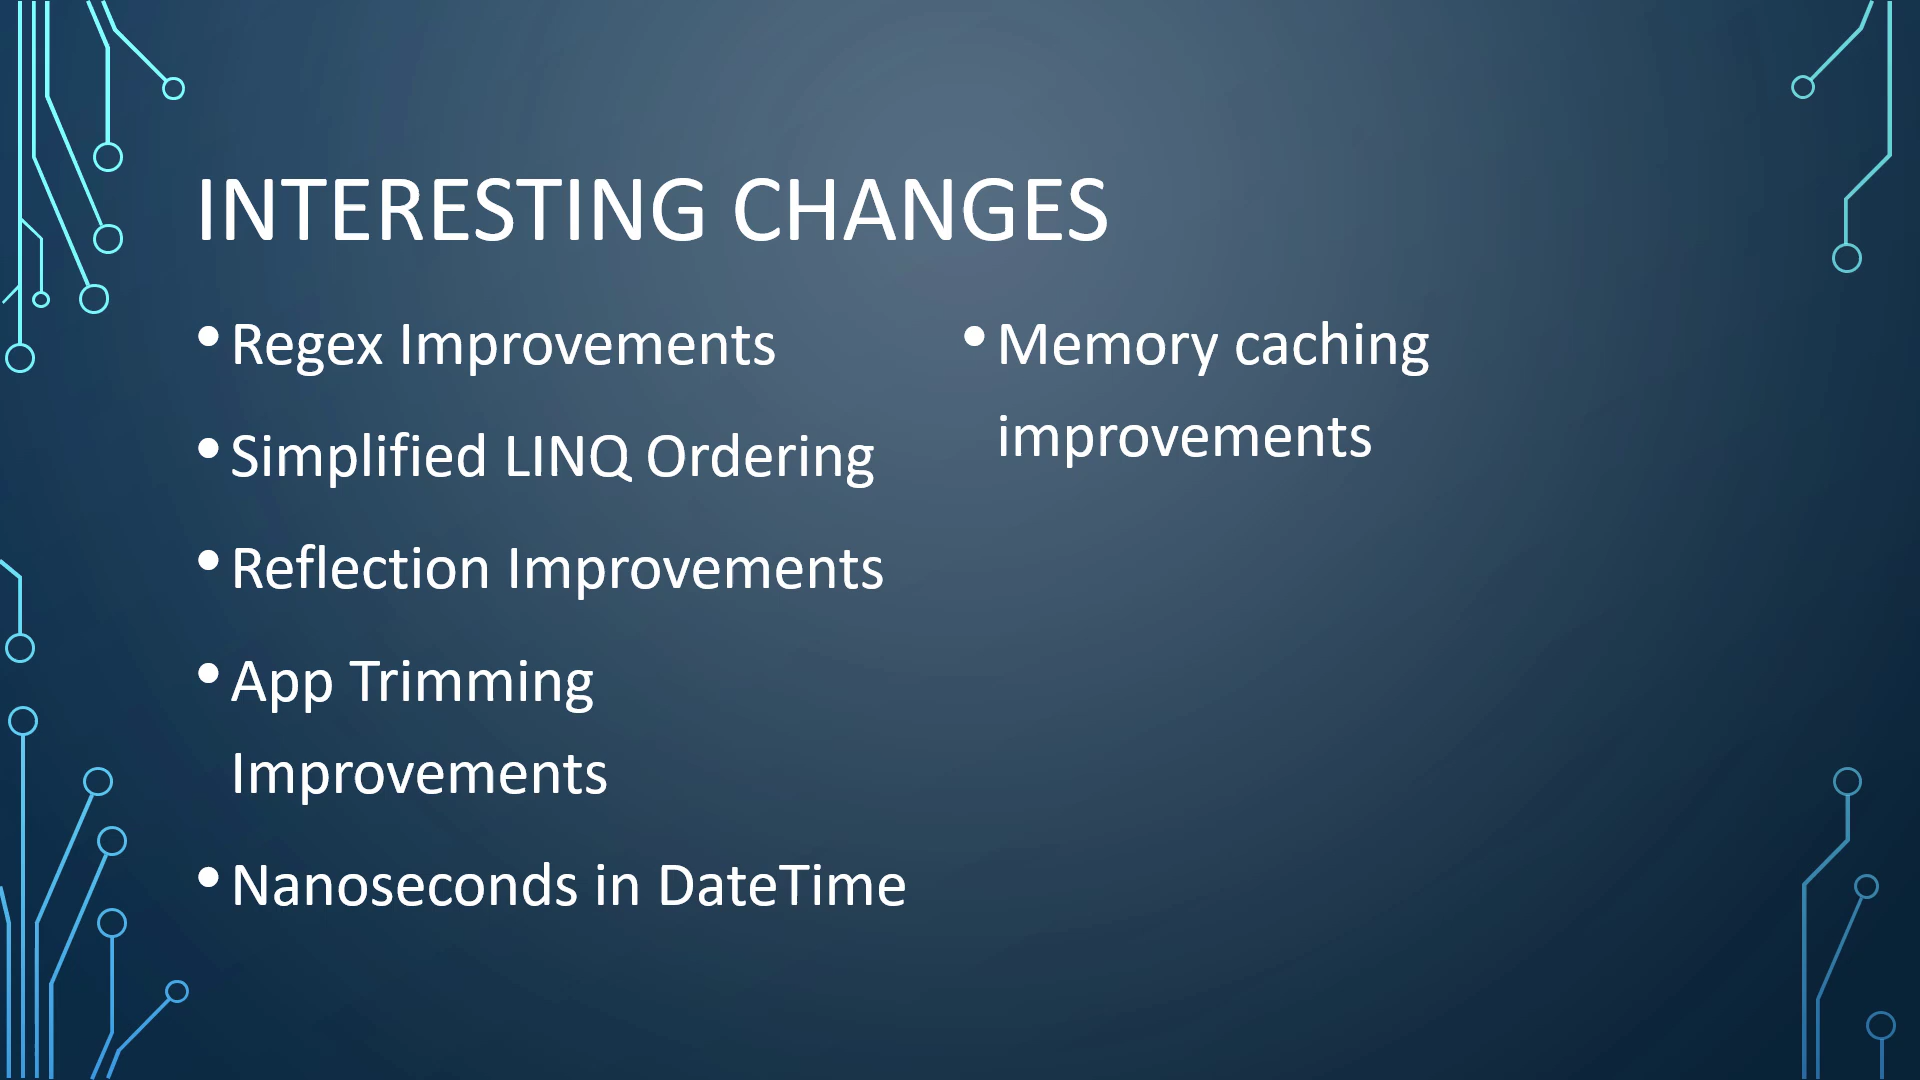 INTERESTING CHANGES
• Regex Improvements
• Simplified LINQ Ordering
• Reflection Improvements
• App Trimming
Improvements
• Nanoseconds in DateTime
• Memory caching
improvements